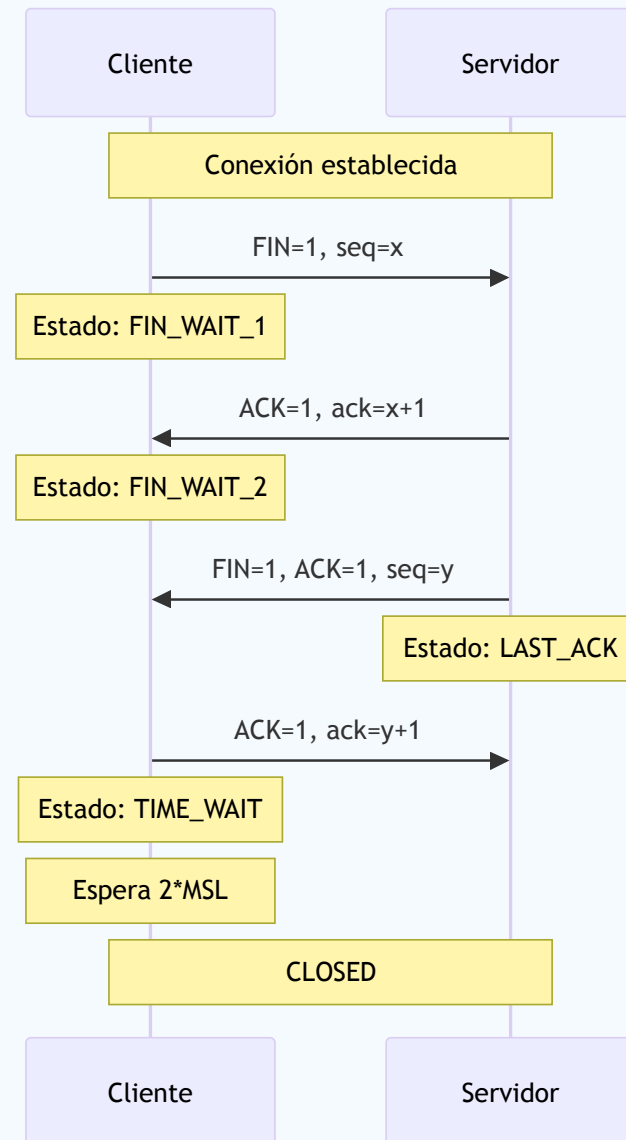 Cliente
Servidor
Conexión establecida
FIN=1, seq=x
Estado: FIN_WAIT_1
ACK=1, ack=x+1
Estado: FIN_WAIT_2
FIN=1, ACK=1, seq=y
Estado: LAST_ACK
ACK=1, ack=y+1
Estado: TIME_WAIT
Espera 2*MSL
CLOSED
Cliente
Servidor